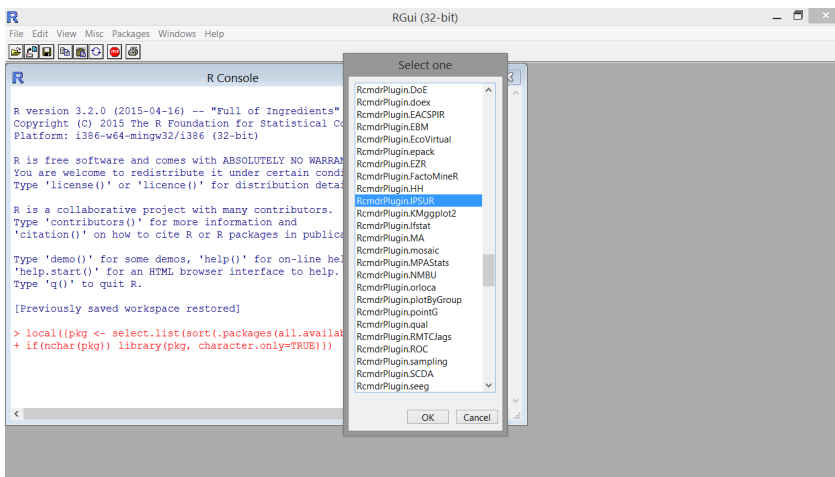 RGui (32-bit)
File Edit View Misc Packages Windows Help
STOP
R Console
R version 3.2.0 (2015-04-16) -- "Full of Ingredients"
Copyright (C) 2015 The R Foundation for Statistical Co
Platform: i386-w64-mingw32/i386 (32-bit)
R is free software and comes with ABSOLUTELY NO WARRAN
You are welcome to redistribute it under certain condi
Type 'license()' or 'licence()' for distribution detai
R is a collaborative project with many contributors.
Type 'contributors()' for more information and
'citation()' on how to cite R or R packages in publica
Type 'demo()' for some demos, 'help()' for on-line hel
'help.start()' for an HTML browser interface to help.
Type 'q()' to quit R.
[Previously saved workspace restored]
> local({pkg <- select.list(sort(.packages(all.availab
+ if(nchar(pkg)) library(pkg, character.only=TRUE)})
Select one
RcmdrPlugin.DoE
RcmdrPlugin.doex
RcmdrPlugin.EACSPIR
RcmdrPlugin.EBM
RcmdrPlugin.EcoVirtual
RcmdrPlugin.epack
RcmdrPlugin.EZR
RcmdrPlugin.FactoMineR
RcmdrPlugin.HH
RcmdrPlugin.IPSUR
RcmdrPlugin.KMggplot2
RcmdrPlugin.lfstat
RcmdrPlugin.MA
RcmdrPlugin.mosaic
RcmdrPlugin.MPAStats
RcmdrPlugin.NMBU
RcmdrPlugin.orloca
RcmdrPlugin.plotByGroup
RcmdrPlugin.pointG
RcmdrPlugin.qual
RcmdrPlugin.RMTCJags
RcmdrPlugin.ROC
RcmdrPlugin.sampling
RcmdrPlugin.SCDA
RcmdrPlugin.seeg
OK Cancel